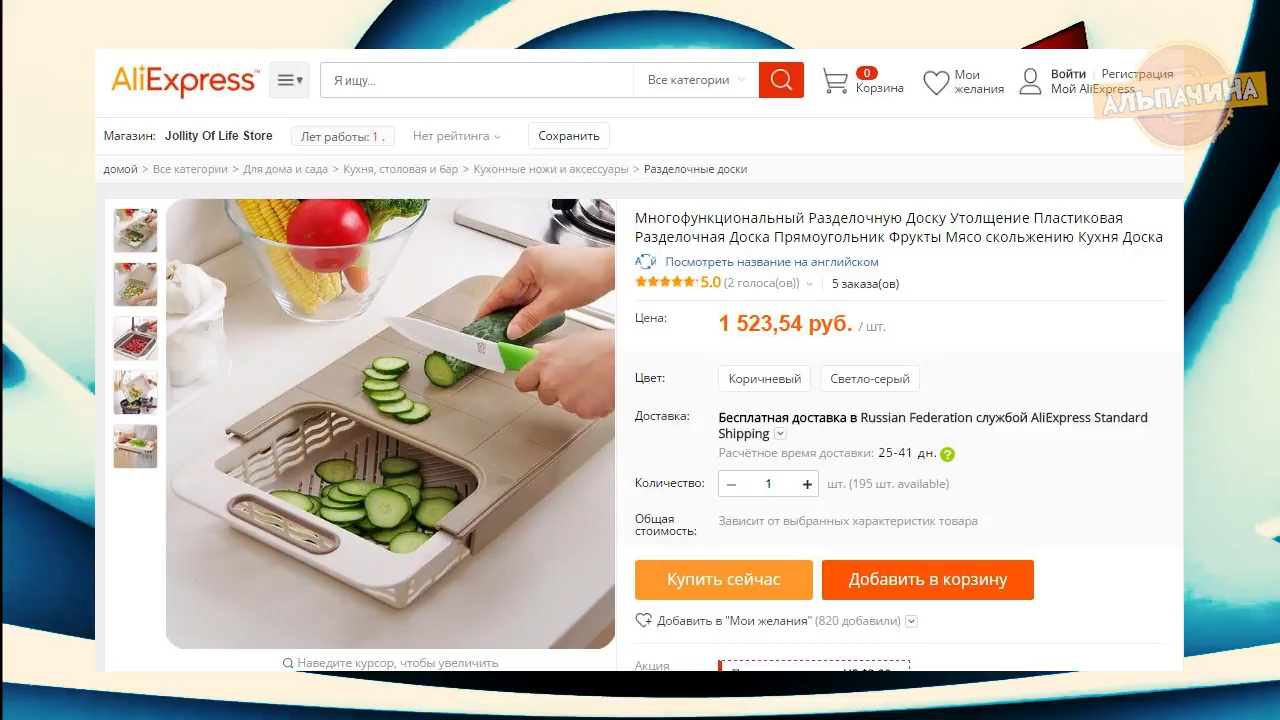 AliExpress™
Я ищу...
Все категории
0
Корзина
Мои
желания
Войти | Регистрация
Мой AliExpress
АЛЬПАЧИНА
Магазин: Jollity Of Life Store
Лет работы: 1 .
Нет рейтинга
Сохранить
домой > Все категории > Для дома и сада > Кухня, столовая и бар > Кухонные ножи и аксессуары > Разделочные доски
Многофункциональный Разделочную Доску Утолщение Пластиковая
Разделочная Доска Прямоугольник Фрукты Мясо скольжению Кухня Доска
Посмотреть название на английском
5.0 (2 голоса(ов)) 5 заказа(ов)
Цена: 1 523,54 руб. / шт.
Цвет: Коричневый Светло-серый
Доставка: Бесплатная доставка в Russian Federation службой AliExpress Standard
Shipping
Расчётное время доставки: 25-41 дн. ?
Количество: − 1 + шт. (195 шт. available)
Общая
стоимость:
Зависит от выбранных характеристик товара
Купить сейчас
Добавить в корзину
Добавить в "Мои желания" (820 добавили)
Наведите курсор, чтобы увеличить
Акция